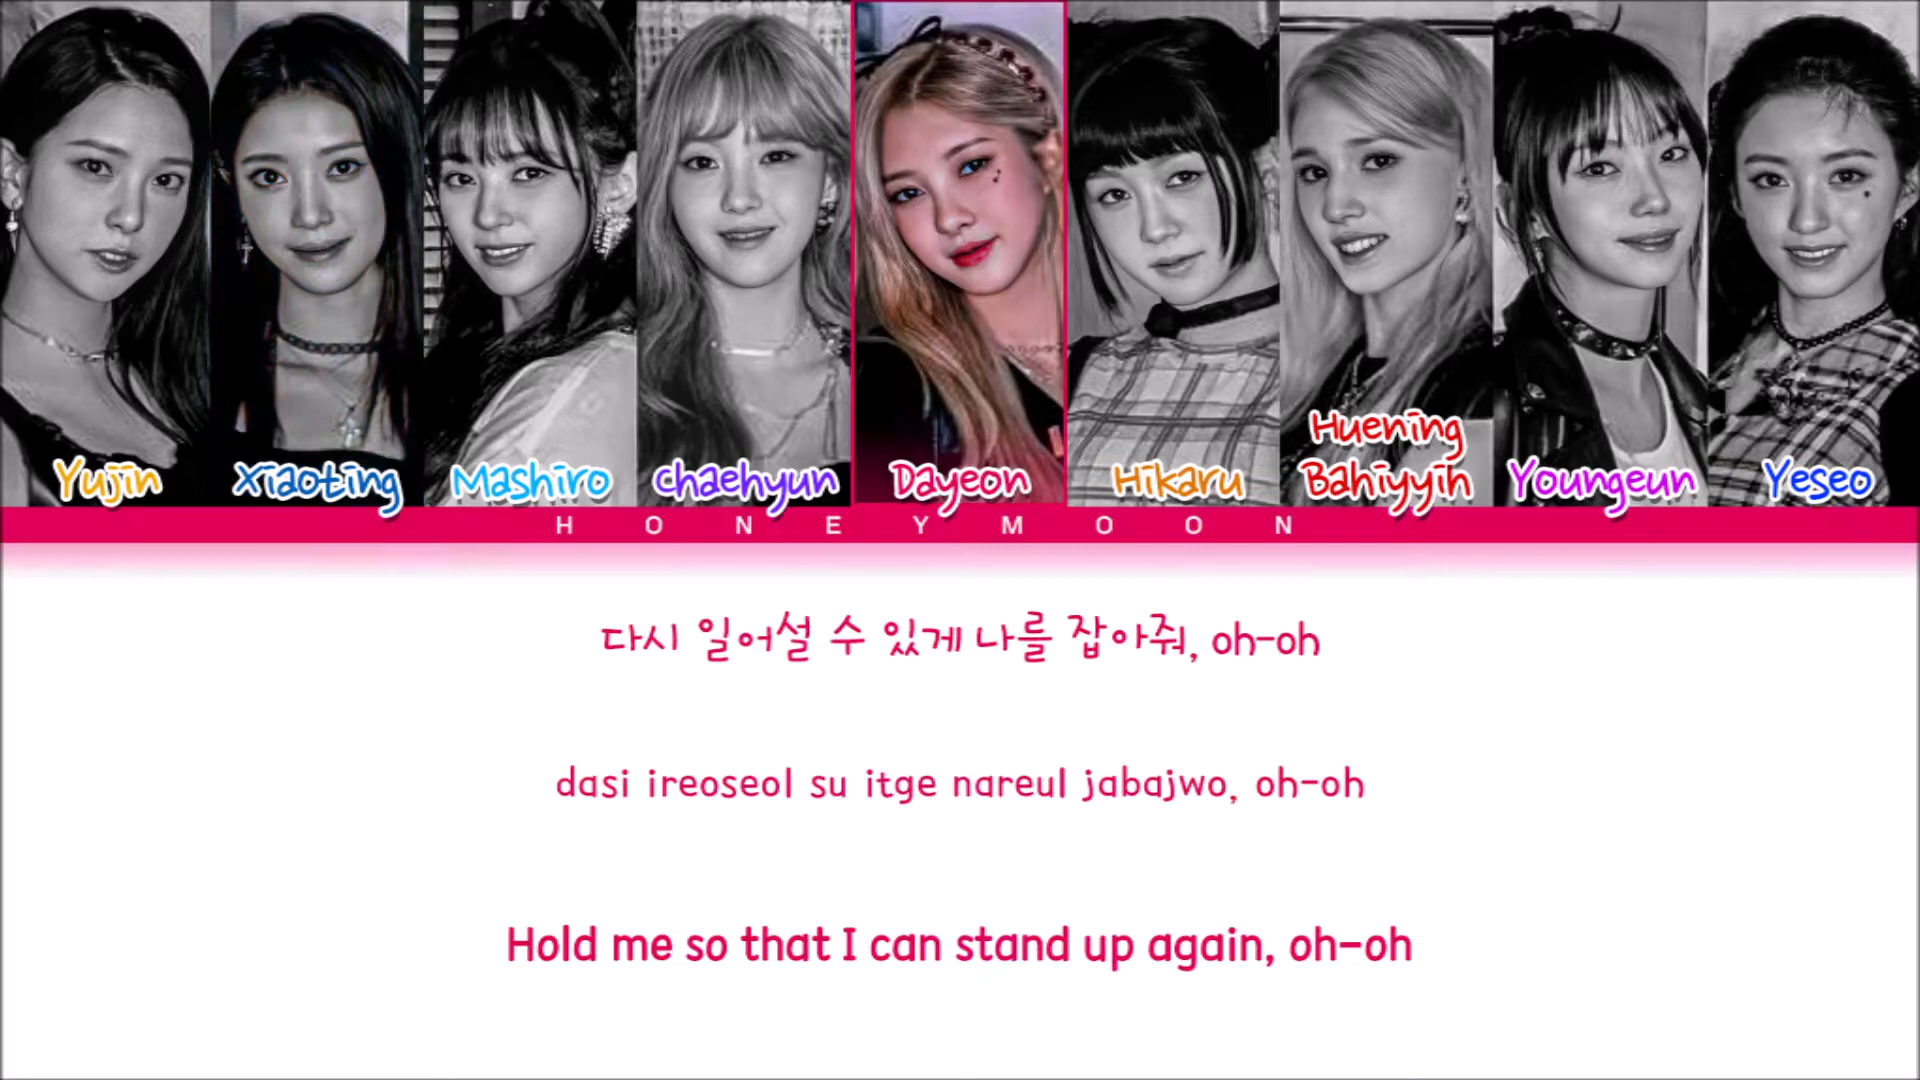 Yujin
Xiaoting
Mashiro
Chaehyun
Dayeon
Hikaru
Huening
Bahiyyih
Youngeun
Yeseo
HONEYMOON
다시 일어설 수 있게 나를 잡아줘, oh-oh
dasi ireoseol su itge nareul jabajwo, oh-oh
Hold me so that I can stand up again, oh-oh